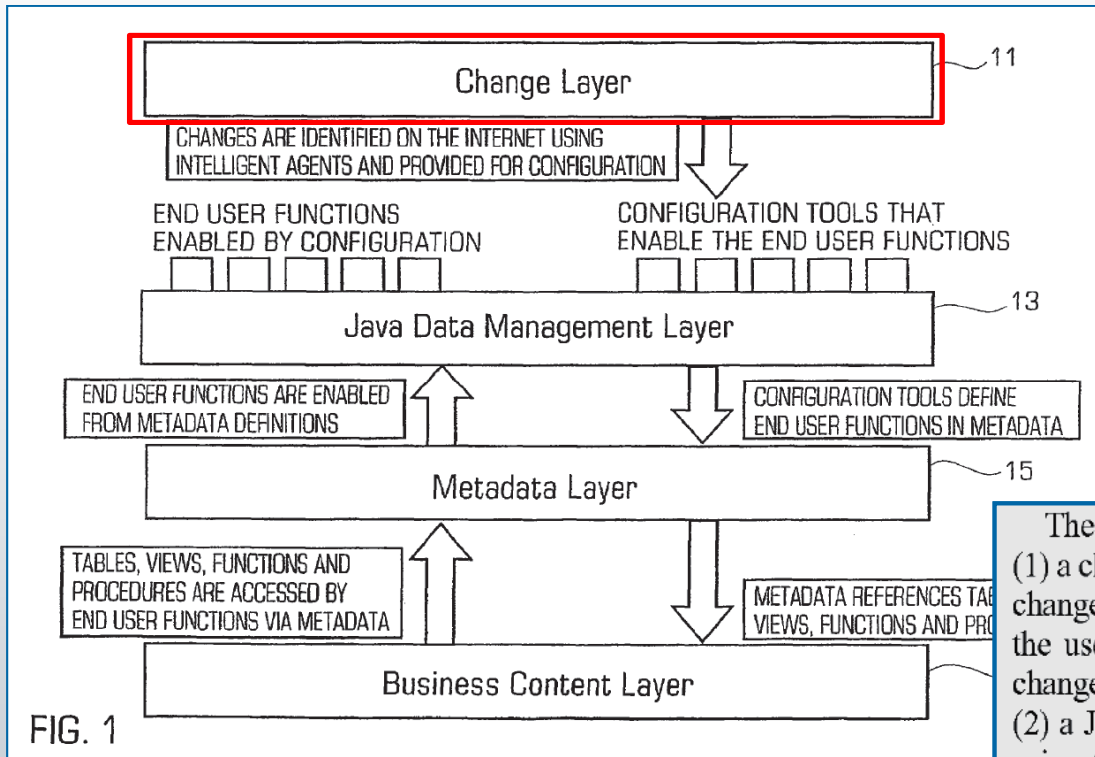 Change Layer
11
CHANGES ARE IDENTIFIED ON THE INTERNET USING
INTELLIGENT AGENTS AND PROVIDED FOR CONFIGURATION
END USER FUNCTIONS
ENABLED BY CONFIGURATION
CONFIGURATION TOOLS THAT
ENABLE THE END USER FUNCTIONS
Java Data Management Layer
13
END USER FUNCTIONS ARE ENABLED
FROM METADATA DEFINITIONS
CONFIGURATION TOOLS DEFINE
END USER FUNCTIONS IN METADATA
Metadata Layer
15
TABLES, VIEWS, FUNCTIONS AND
PROCEDURES ARE ACCESSED BY
END USER FUNCTIONS VIA METADATA
METADATA REFERENCES
VIEWS, FUNCTIONS AND
Business Content Layer
FIG. 1
The
(1) a
the
(2) a J